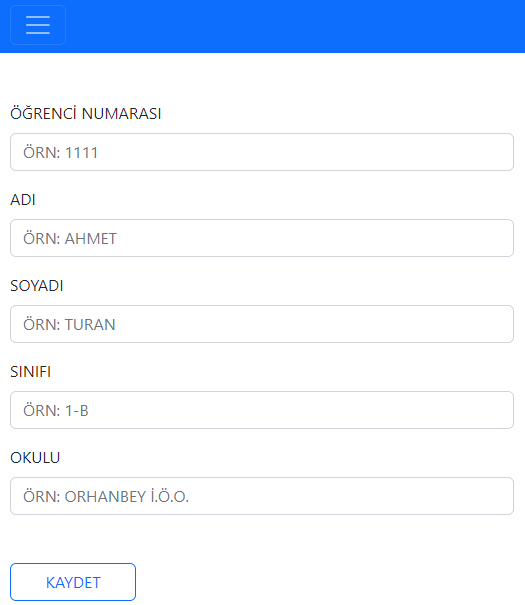 ÖĞRENCİ NUMARASI
ÖRN: 1111
ADI
ÖRN: AHMET
SOYADI
ÖRN: TURAN
SINIFI
ÖRN: 1-B
OKULU
ÖRN: ORHANBEY İ.Ö.O.
KAYDET